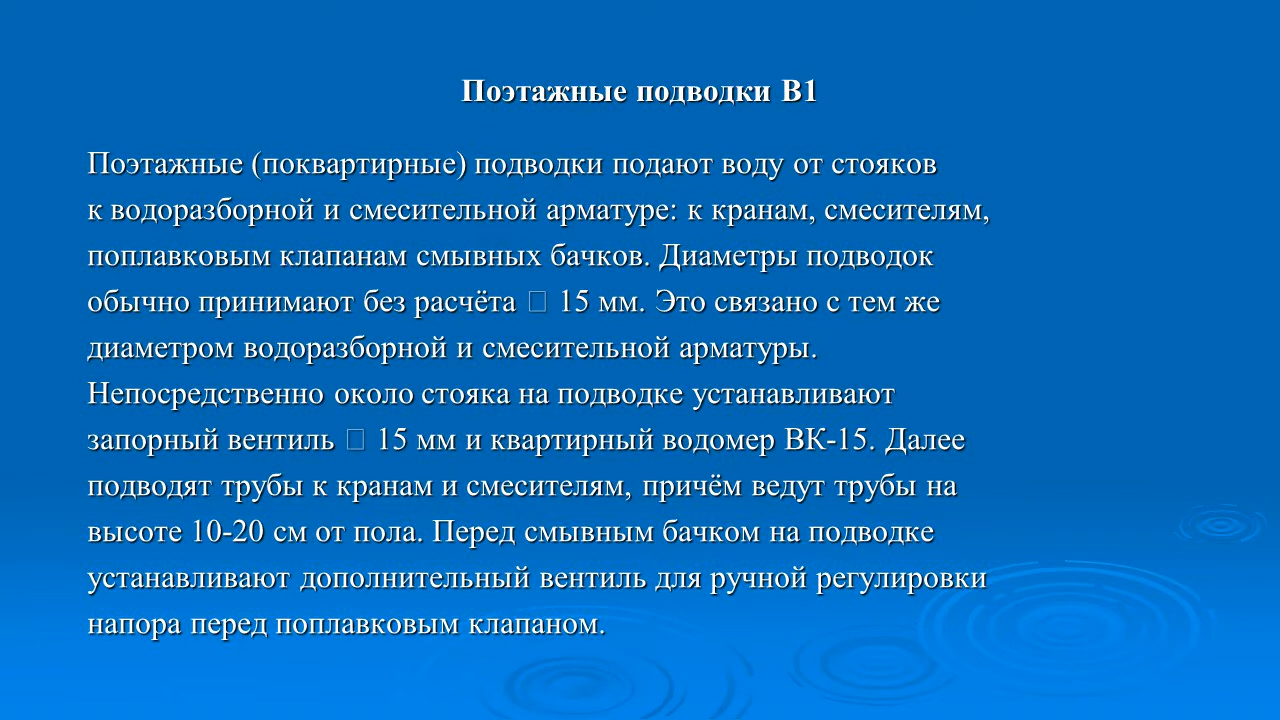 Поэтажные подводки В1
Поэтажные (поквартирные) подводки подают воду от стояков
к водоразборной и смесительной арматуре: к кранам, смесителям,
поплавковым клапанам смывных бачков. Диаметры подводок
обычно принимают без расчёта  15 мм. Это связано с тем же
диаметром водоразборной и смесительной арматуры.
Непосредственно около стояка на подводке устанавливают
запорный вентиль  15 мм и квартирный водомер ВК-15. Далее
подводят трубы к кранам и смесителям, причём ведут трубы на
высоте 10-20 см от пола. Перед смывным бачком на подводке
устанавливают дополнительный вентиль для ручной регулировки
напора перед поплавковым клапаном.